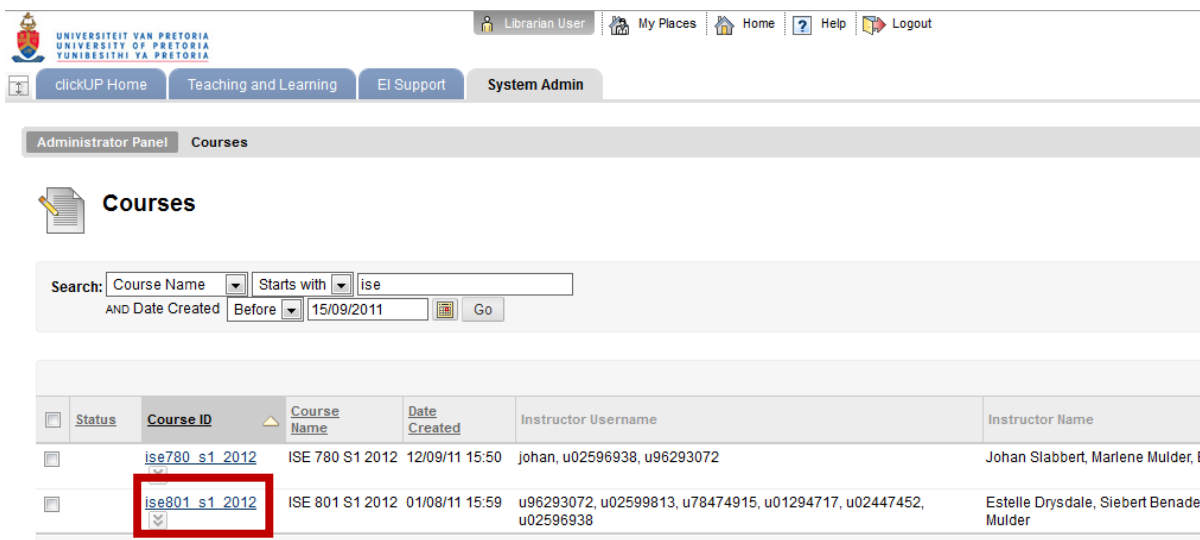 UNIVERSITEIT VAN PRETORIA
UNIVERSITY OF PRETORIA
YUNIBESITHI YA PRETORIA
Librarian User My Places Home ? Help Logout
clickUP Home Teaching and Learning EI Support System Admin
Administrator Panel Courses
Courses
Search: Course Name Starts with ise
AND Date Created Before 15/09/2011 Go
Status Course ID Course Name Date Created Instructor Username Instructor Name
ise780_s1_2012 ISE 780 S1 2012 12/09/11 15:50 johan, u02596938, u96293072 Johan Slabbert, Marlene Mulder,
ise801_s1_2012 ISE 801 S1 2012 01/08/11 15:59 u96293072, u02599813, u78474915, u01294717, u02447452, Estelle Drysdale, Siebert Benade
u02596938 Mulder